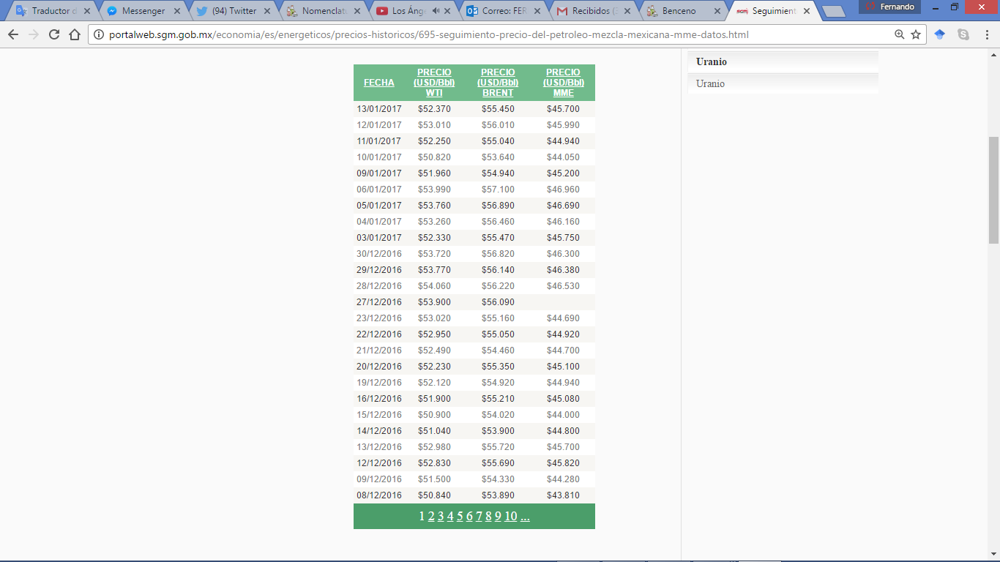 Traductor d
Messenger
(94) Twitter
Nomenclat
Los Áng
Correo: FER
Recibidos (
Benceno
Seguimient
Fernando
portalweb.sgm.gob.mx/economia/es/energeticos/precios-historicos/695-seguimiento-precio-del-petroleo-mezcla-mexicana-mme-datos.html
Uranio
Uranio
FECHA PRECIO (USD/Bbl) WTI PRECIO (USD/Bbl) BRENT PRECIO (USD/Bbl) MME
13/01/2017 $52.370 $55.450 $45.700
12/01/2017 $53.010 $56.010 $45.990
11/01/2017 $52.250 $55.040 $44.940
10/01/2017 $50.820 $53.640 $44.050
09/01/2017 $51.960 $54.940 $45.200
06/01/2017 $53.990 $57.100 $46.960
05/01/2017 $53.760 $56.890 $46.690
04/01/2017 $53.260 $56.460 $46.160
03/01/2017 $52.330 $55.470 $45.750
30/12/2016 $53.720 $56.820 $46.300
29/12/2016 $53.770 $56.140 $46.380
28/12/2016 $54.060 $56.220 $46.530
27/12/2016 $53.900 $56.090
23/12/2016 $53.020 $55.160 $44.690
22/12/2016 $52.950 $55.050 $44.920
21/12/2016 $52.490 $54.460 $44.700
20/12/2016 $52.230 $55.350 $45.100
19/12/2016 $52.120 $54.920 $44.940
16/12/2016 $51.900 $55.210 $45.080
15/12/2016 $50.900 $54.020 $44.000
14/12/2016 $51.040 $53.900 $44.800
13/12/2016 $52.980 $55.720 $45.700
12/12/2016 $52.830 $55.690 $45.820
09/12/2016 $51.500 $54.330 $44.280
08/12/2016 $50.840 $53.890 $43.810
1 2 3 4 5 6 7 8 9 10 ...